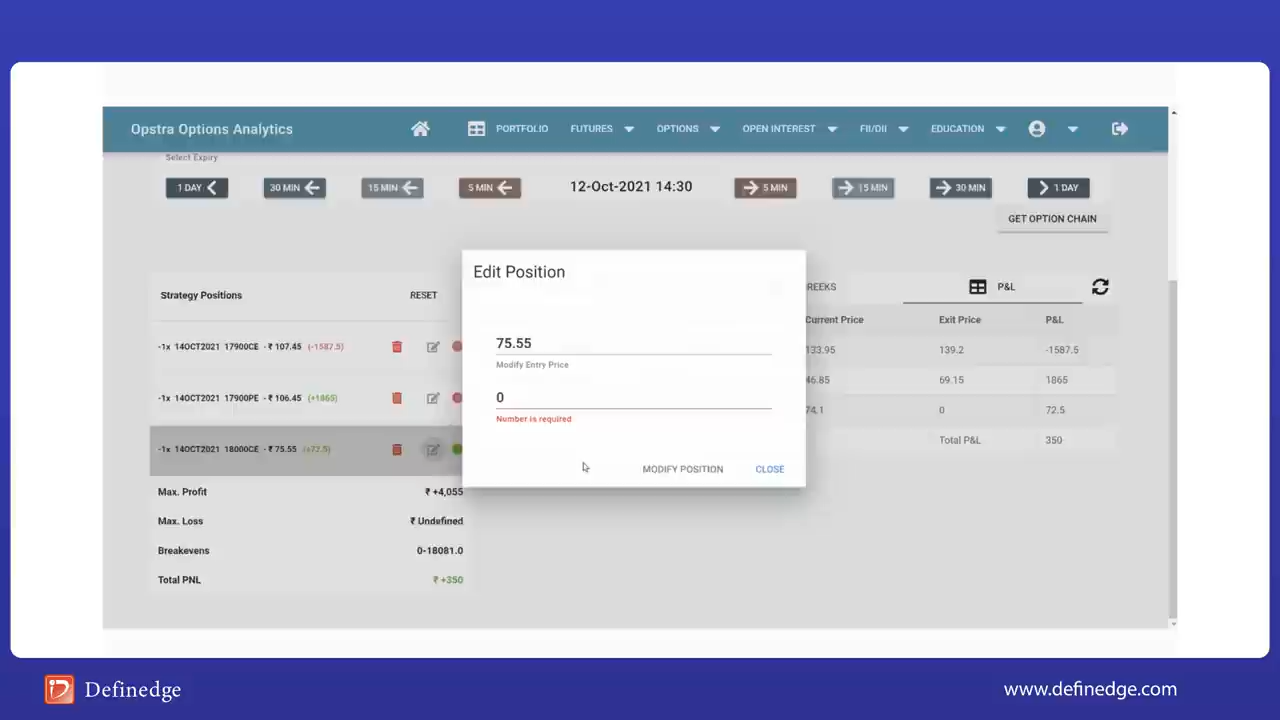 Opstra Options Analytics PORTFOLIO FUTURES OPTIONS OPEN INTEREST FII/DII EDUCATION
Select Expiry
1 DAY 30 MIN 15 MIN 5 MIN 12-Oct-2021 14:30 5 MIN 15 MIN 30 MIN 1 DAY
GET OPTION CHAIN
Edit Position
75.55
Modify Entry Price
0
Number is required
MODIFY POSITION CLOSE
Strategy Positions RESET
-1x 14OCT2021 17900CE - ₹ 107.45 (-1587.5)
-1x 14OCT2021 17900PE - ₹ 106.45 (+1865)
-1x 14OCT2021 18000CE - ₹ 75.55 (+72.5)
Max. Profit ₹ +4,055
Max. Loss ₹ Undefined
Breakevens 0-18081.0
Total PNL ₹ +350
REEKS P&L
Current Price Exit Price P&L
133.95 139.2 -1587.5
46.85 69.15 1865
74.1 0 72.5
Total P&L 350
Definedge www.definedge.com